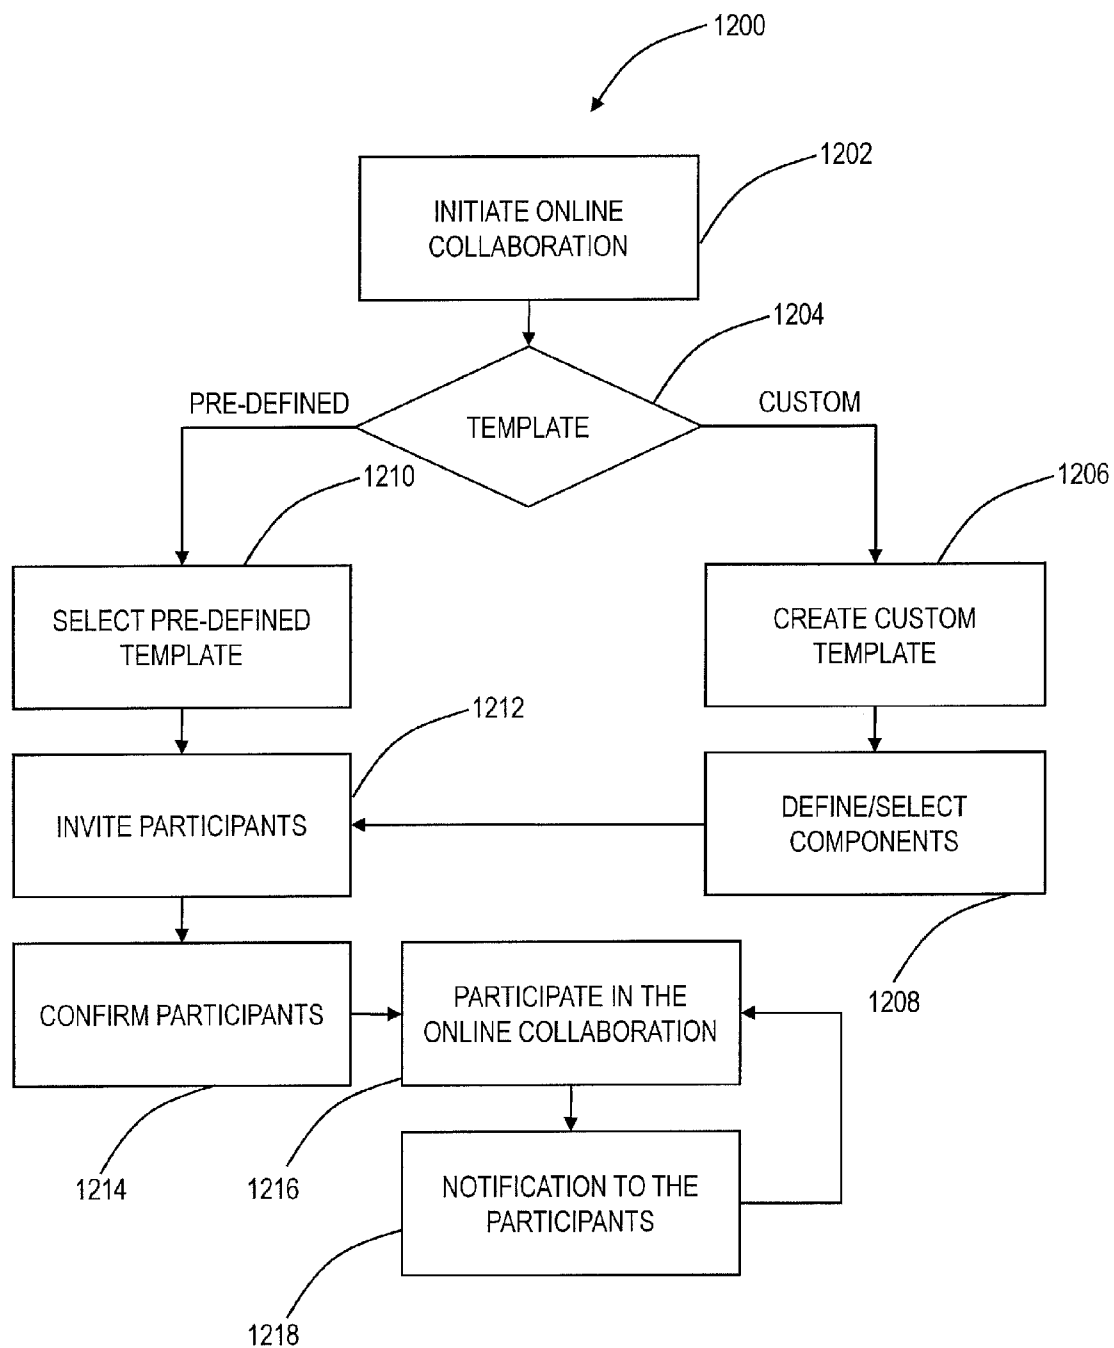 1200
1202
INITIATE ONLINE
COLLABORATION
1204
PRE-DEFINED
CUSTOM
TEMPLATE
1210
1206
SELECT PRE-DEFINED
TEMPLATE
CREATE CUSTOM
TEMPLATE
1212
INVITE PARTICIPANTS
DEFINE/SELECT
COMPONENTS
1208
CONFIRM PARTICIPANTS
PARTICIPATE IN THE
ONLINE COLLABORATION
1214
1216
NOTIFICATION TO THE
PARTICIPANTS
1218